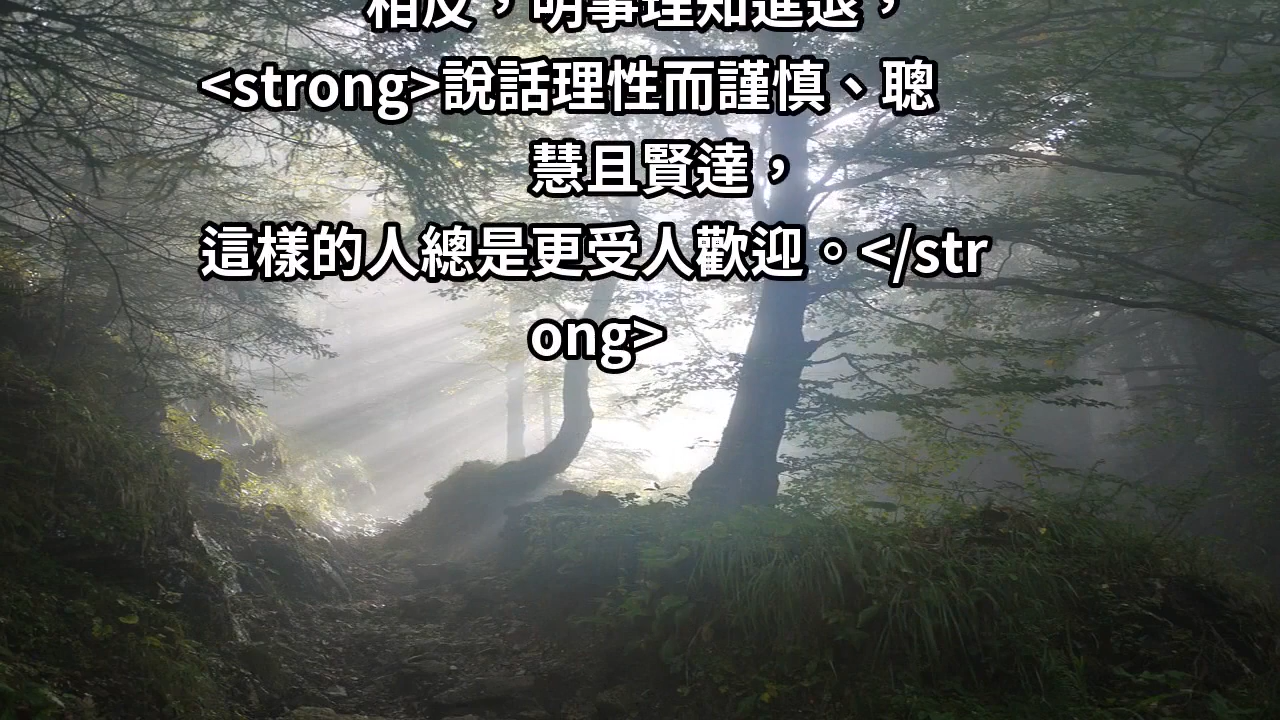 相反，明事理知進退，
<strong>說話理性而謹慎、聰
慧且賢達，
這樣的人總是更受人歡迎。</str
ong>